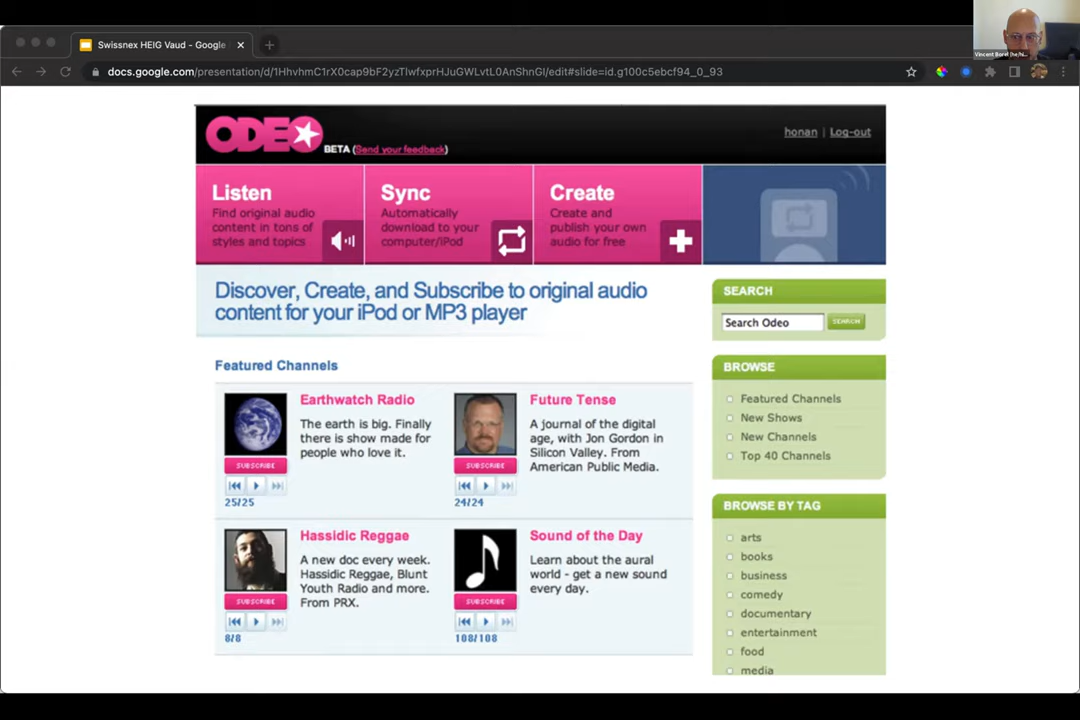 Swissnex HEIG Vaud - Google
docs.google.com/presentation/d/1HhvhmC1rX0cap9bF2yzTlwfxprHJuGWLvtL0AnShnGI/edit#slide=id.g100c5ebcf94_0_93
ODEO
BETA (Send your feedback)
honan | Log-out
Listen
Find original audio
content in tons of
styles and topics
Sync
Automatically
download to your
computer/iPod
Create
Create and
publish your own
audio for free
Discover, Create, and Subscribe to original audio
content for your iPod or MP3 player
Featured Channels
Earthwatch Radio
The earth is big. Finally
there is show made for
people who love it.
SUBSCRIBE
25/25
Future Tense
A journal of the digital
age, with Jon Gordon in
Silicon Valley. From
American Public Media.
SUBSCRIBE
24/24
Hassidic Reggae
A new doc every week.
Hassidic Reggae, Blunt
Youth Radio and more.
From PRX.
SUBSCRIBE
8/8
Sound of the Day
Learn about the aural
world - get a new sound
every day.
SUBSCRIBE
108/108
SEARCH
Search Odeo
SEARCH
BROWSE
Featured Channels
New Shows
New Channels
Top 40 Channels
BROWSE BY TAG
arts
books
business
comedy
documentary
entertainment
food
media